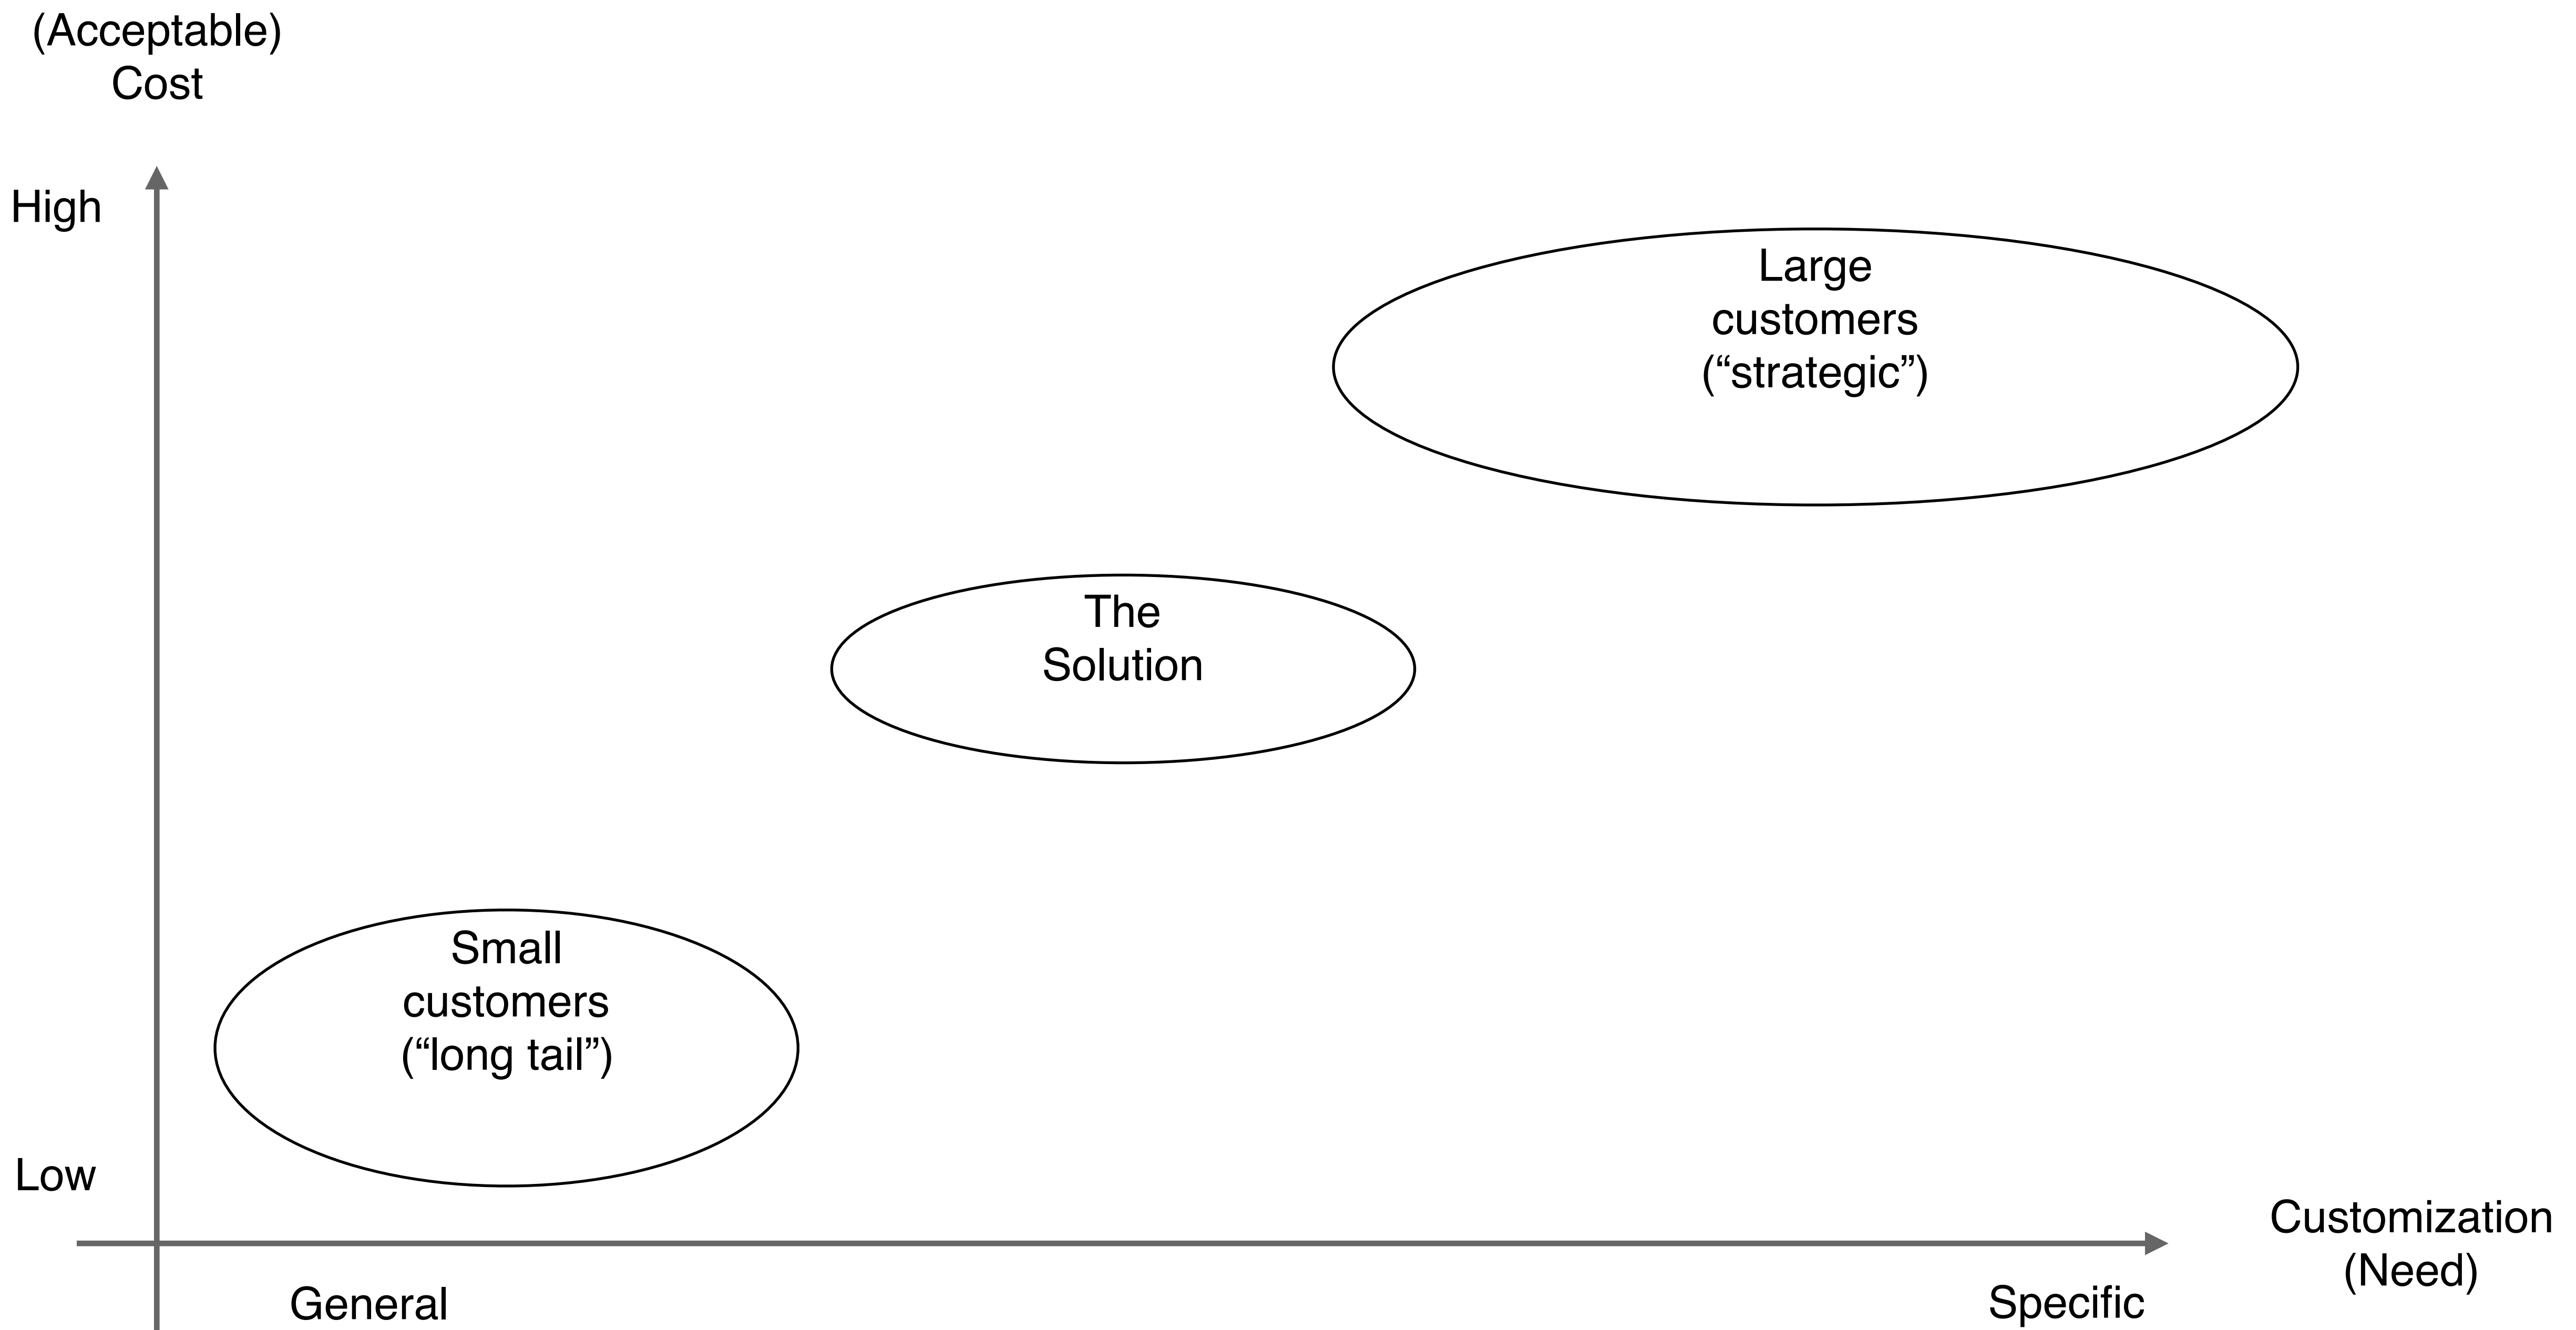 (Acceptable)
Cost
High
Large
customers
(“strategic”)
The
Solution
Small
customers
(“long tail”)
Low
Customization
(Need)
General
Specific